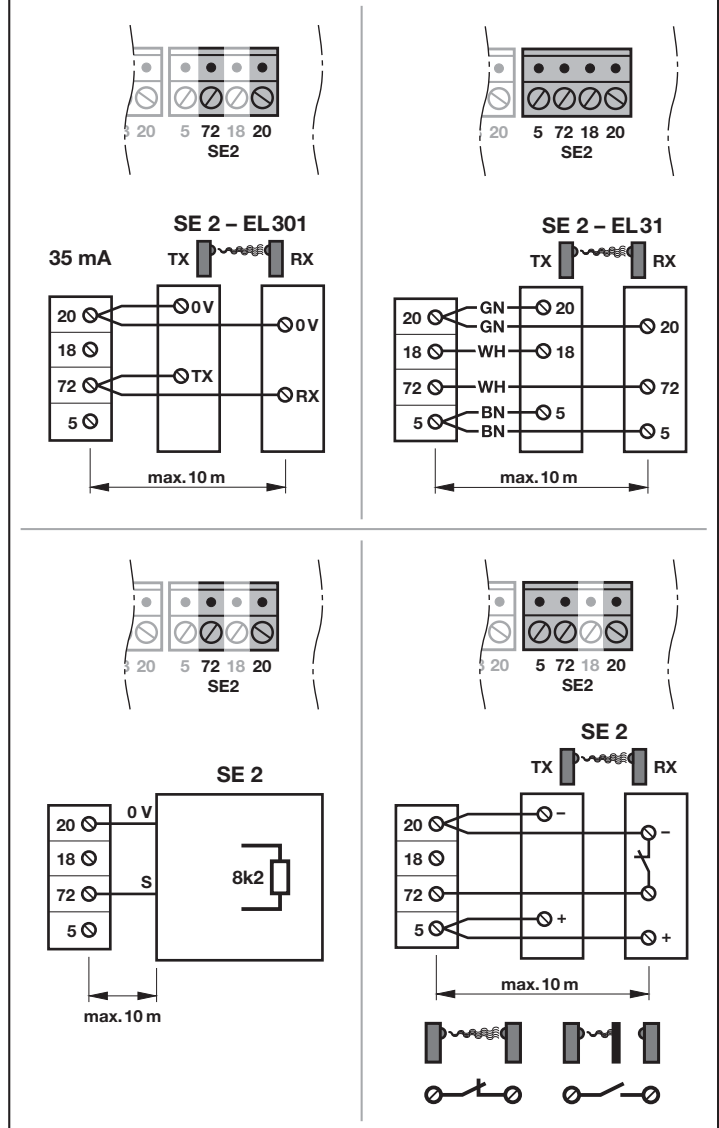 20 5 72 18 20
SE2
SE 2 – EL301
35 mA TX RX
20 0V
0V
18
72 TX
RX
5
max. 10 m
20 5 72 18 20
SE2
SE 2 – EL31
TX RX
20 GN 20
GN 20
18 WH 18
72 WH 72
5 BN 5
BN 5
max. 10 m
20 5 72 18 20
SE2
SE 2
20 0 V
18
72 S 8k2
5
max. 10 m
20 5 72 18 20
SE2
SE 2
TX RX
20 –
–
18
72
5 +
+
max. 10 m